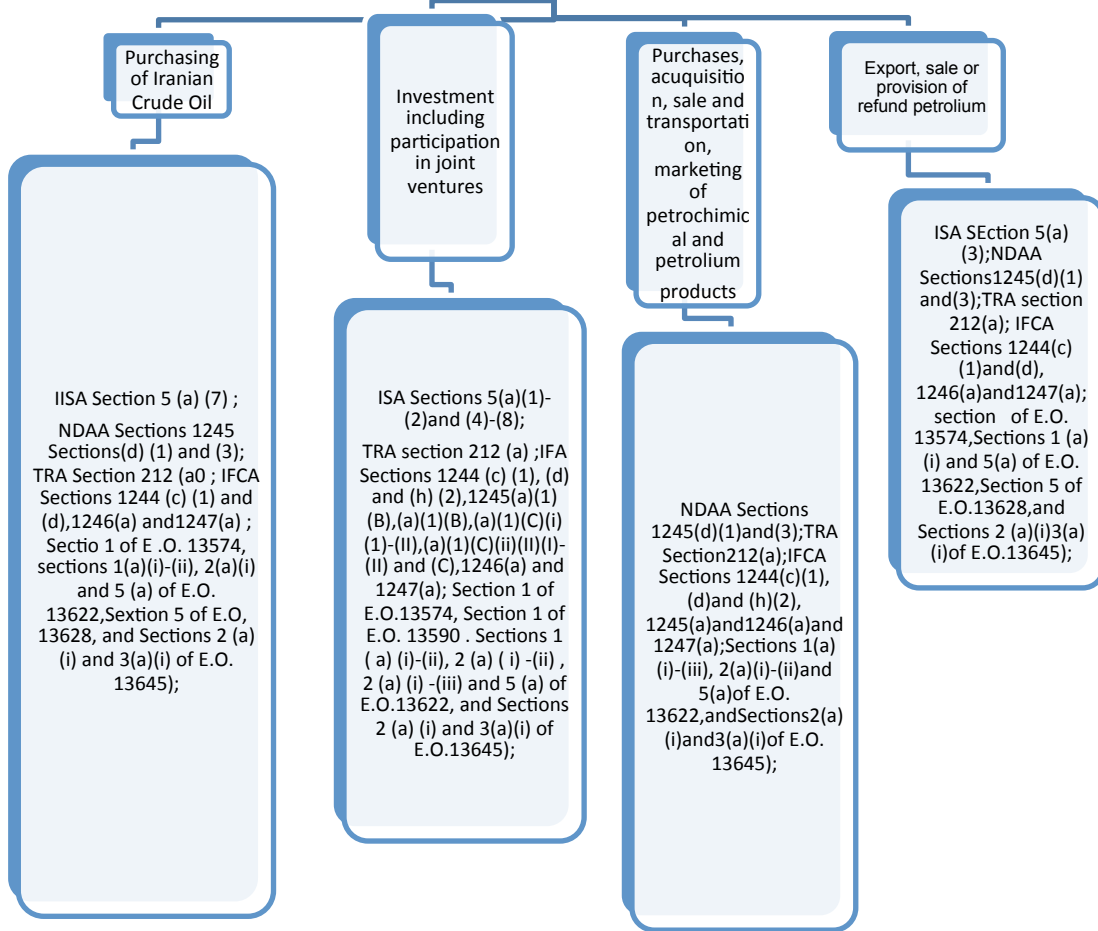 Purchasing
of Iranian
Crude Oil
IISA Section 5 (a) (7) ;
NDAA Sections 1245
Sections(d) (1) and (3);
TRA Section 212 (a0 ; IFCA
Sections 1244 (c) (1) and
(d),1246(a) and1247(a) ;
Sectio 1 of E .O. 13574,
sections 1(a)(i)-(ii), 2(a)(i)
and 5 (a) of E.O.
13622,Sextion 5 of E.O,
13628, and Sections 2 (a)
(i) and 3(a)(i) of E.O.
13645);
Investment
including
participation
in joint
ventures
ISA Sections 5(a)(1)-
(2)and (4)-(8);
TRA section 212 (a) ;IFA
Sections 1244 (c) (1), (d)
and (h) (2),1245(a)(1)
(B),(a)(1)(B),(a)(1)(C)(i)
(1)-(II),(a)(1)(C)(ii)(II)(I)-
(II) and (C),1246(a) and
1247(a); Section 1 of
E.O.13574, Section 1 of
E.O. 13590 . Sections 1
( a) (i)-(ii), 2 (a) ( i) -(ii) ,
2 (a) (i) -(iii) and 5 (a) of
E.O.13622, and Sections
2 (a) (i) and 3(a)(i) of
E.O.13645);
Purchases,
acuquisitio
n, sale and
transportati
on,
marketing
of
petrochimic
al and
petrolium
products
NDAA Sections
1245(d)(1)and(3);TRA
Section212(a);IFCA
Sections 1244(c)(1),
(d)and (h)(2),
1245(a)and1246(a)and
1247(a);Sections 1(a)
(i)-(iii), 2(a)(i)-(ii)and
5(a)of E.O.
13622,andSections2(a)
(i)and3(a)(i)of E.O.
13645);
Export, sale or
provision of
refund petrolium
ISA SEction 5(a)
(3);NDAA
Sections1245(d)(1)
and(3);TRA section
212(a); IFCA
Sections 1244(c)
(1)and(d),
1246(a)and1247(a);
section of E.O.
13574,Sections 1 (a)
(i) and 5(a) of E.O.
13622,Section 5 of
E.O.13628,and
Sections 2 (a)(i)3(a)
(i)of E.O.13645);